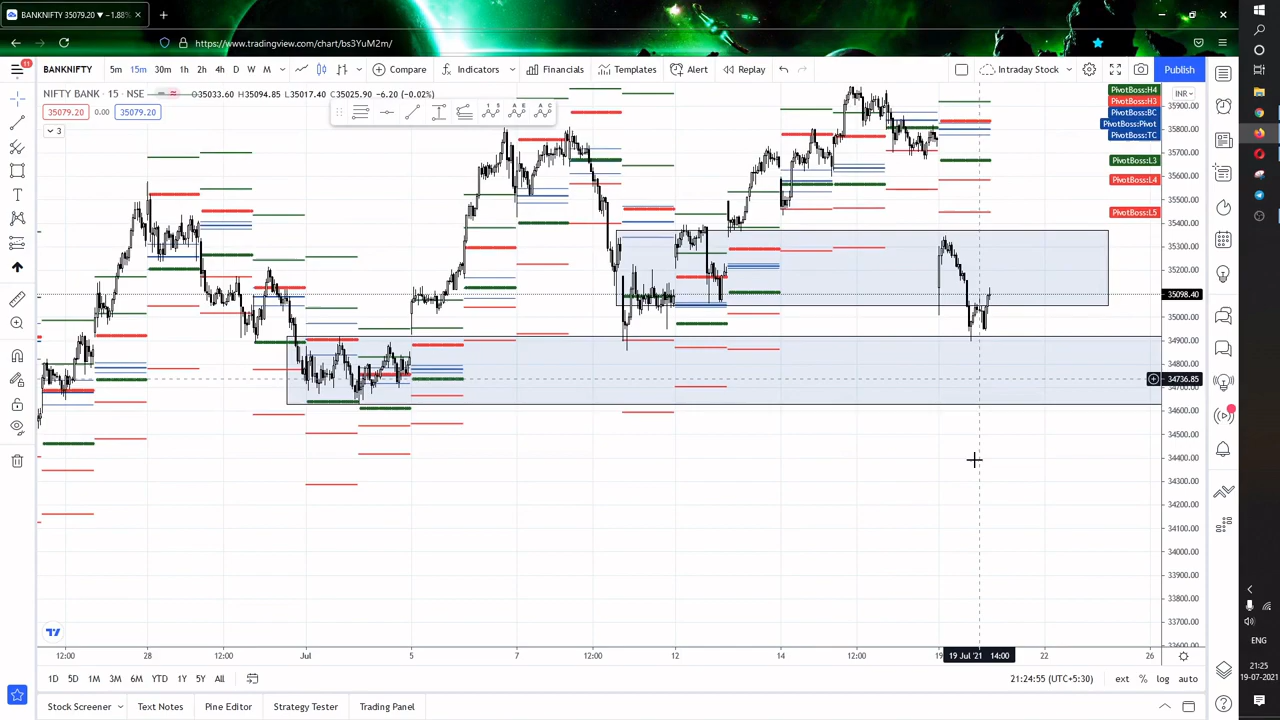 BANKNIFTY 35079.20 ▼ −1.88%
https://www.tradingview.com/chart/bs3YuM2m/
BANKNIFTY 5m 15m 30m 1h 2h 4h D W M Compare Indicators Financials Templates Alert Replay Intraday Stock Publish
11
NIFTY BANK · 15 · NSE O35033.60 H35094.85 L35017.40 C35025.90 −6.20 (−0.02%)
35079.20 0.00 35079.20
3
INR
PivotBoss:H4
PivotBoss:H3
PivotBoss:BC
PivotBoss:Pivot
PivotBoss:TC
PivotBoss:L3
PivotBoss:L4
PivotBoss:L5
35900.00
35800.00
35700.00
35600.00
35500.00
35400.00
35300.00
35200.00
35098.40
35000.00
34900.00
34800.00
34736.85
34700.00
34600.00
34500.00
34400.00
34300.00
34200.00
34100.00
34000.00
33900.00
33800.00
33700.00
33600.00
12:00 28 12:00 Jul 5 7 12:00 12 14 12:00 19 Jul '21 14:00 22 26
1D 5D 1M 3M 6M YTD 1Y 5Y All 21:24:55 (UTC+5:30) ext % log auto
Stock Screener Text Notes Pine Editor Strategy Tester Trading Panel
ENG
21:25
19-07-2021